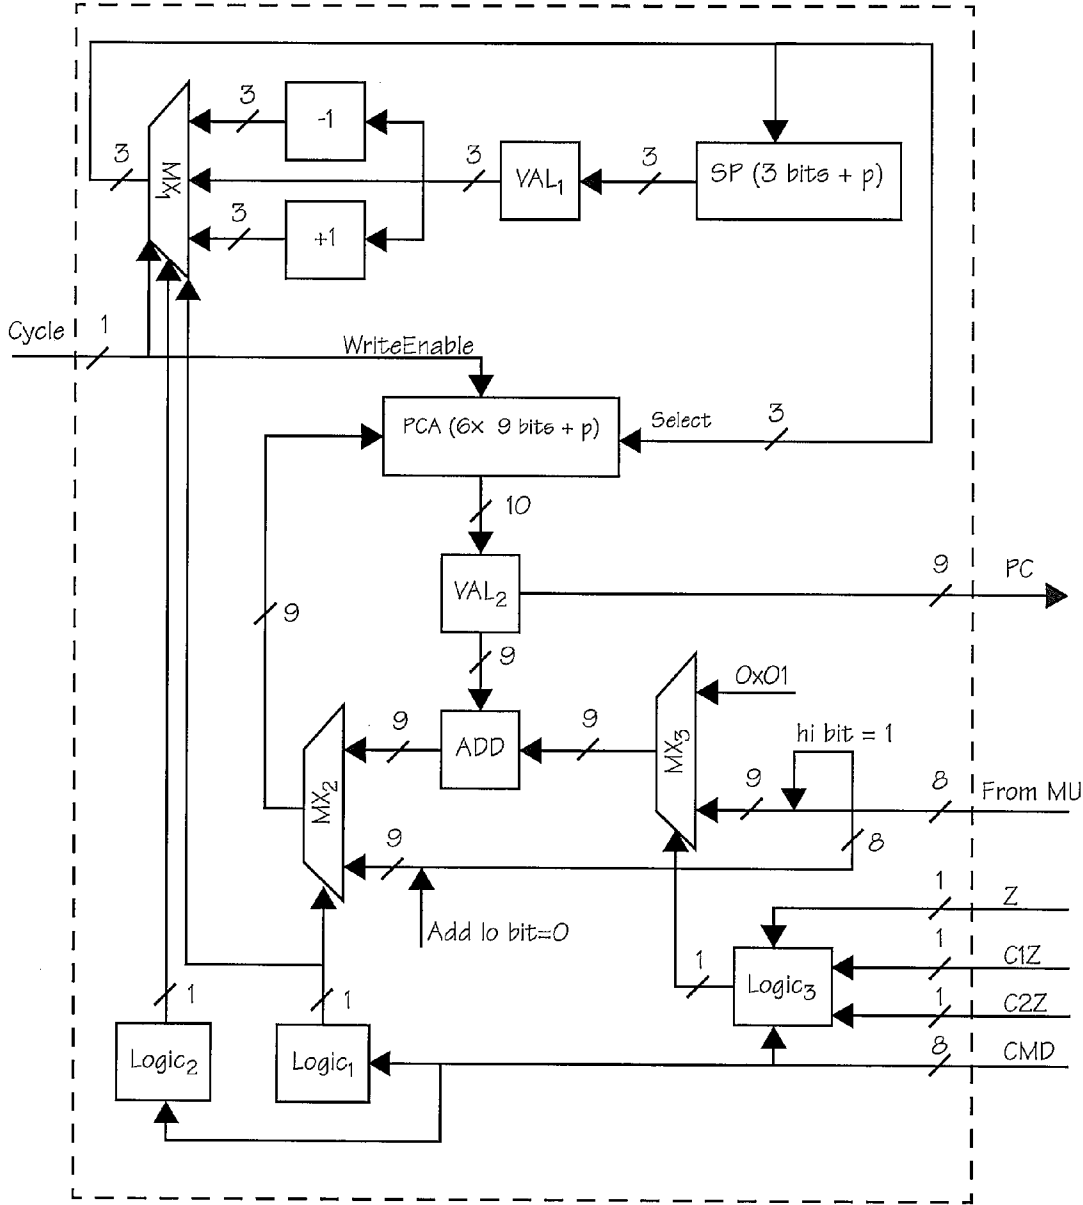 3
-1
3
MX1
3
VAL1
3
SP (3 bits + p)
3
+1
Cycle
1
WriteEnable
PCA (6x 9 bits + p)
Select
3
10
VAL2
9
PC
9
9
0x01
9
ADD
9
MX3
hi bit = 1
MX2
9
8
From MU
9
8
Add lo bit=0
1
Z
1
Logic3
1
C1Z
1
C2Z
1
1
Logic2
Logic1
8
CMD